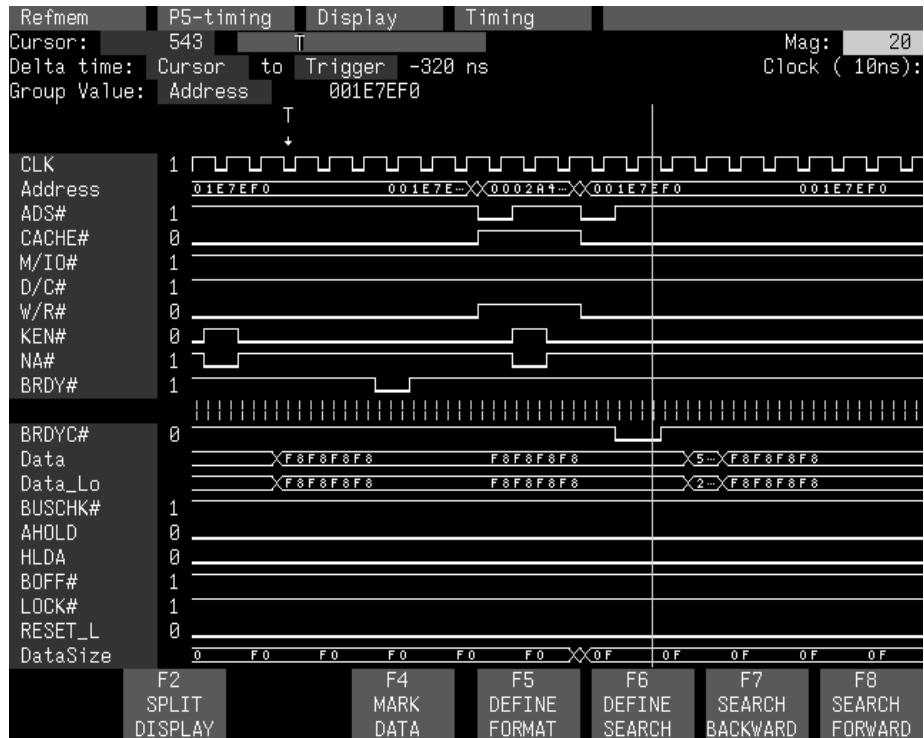 Refmem P5-timing Display Timing
Cursor: 543 T Mag: 20
Delta time: Cursor to Trigger -320 ns Clock ( 10ns):
Group Value: Address 001E7EF0
T
CLK 1
Address 01E7EF0 001E7E… 0002A4… 001E7EF0 001E7EF0
ADS# 1
CACHE# 0
M/IO# 1
D/C# 1
W/R# 0
KEN# 0
NA# 1
BRDY# 1
BRDYC# 0
Data F8F8F8F8 F8F8F8F8 5… F8F8F8F8
Data_Lo F8F8F8F8 F8F8F8F8 2… F8F8F8F8
BUSCHK# 1
AHOLD 0
HLDA 0
BOFF# 1
LOCK# 1
RESET_L 0
DataSize 0 F0 F0 F0 F0 F0 0F 0F 0F 0F 0F
F2 F4 F5 F6 F7 F8
SPLIT MARK DEFINE DEFINE SEARCH SEARCH
DISPLAY DATA FORMAT SEARCH BACKWARD FORWARD